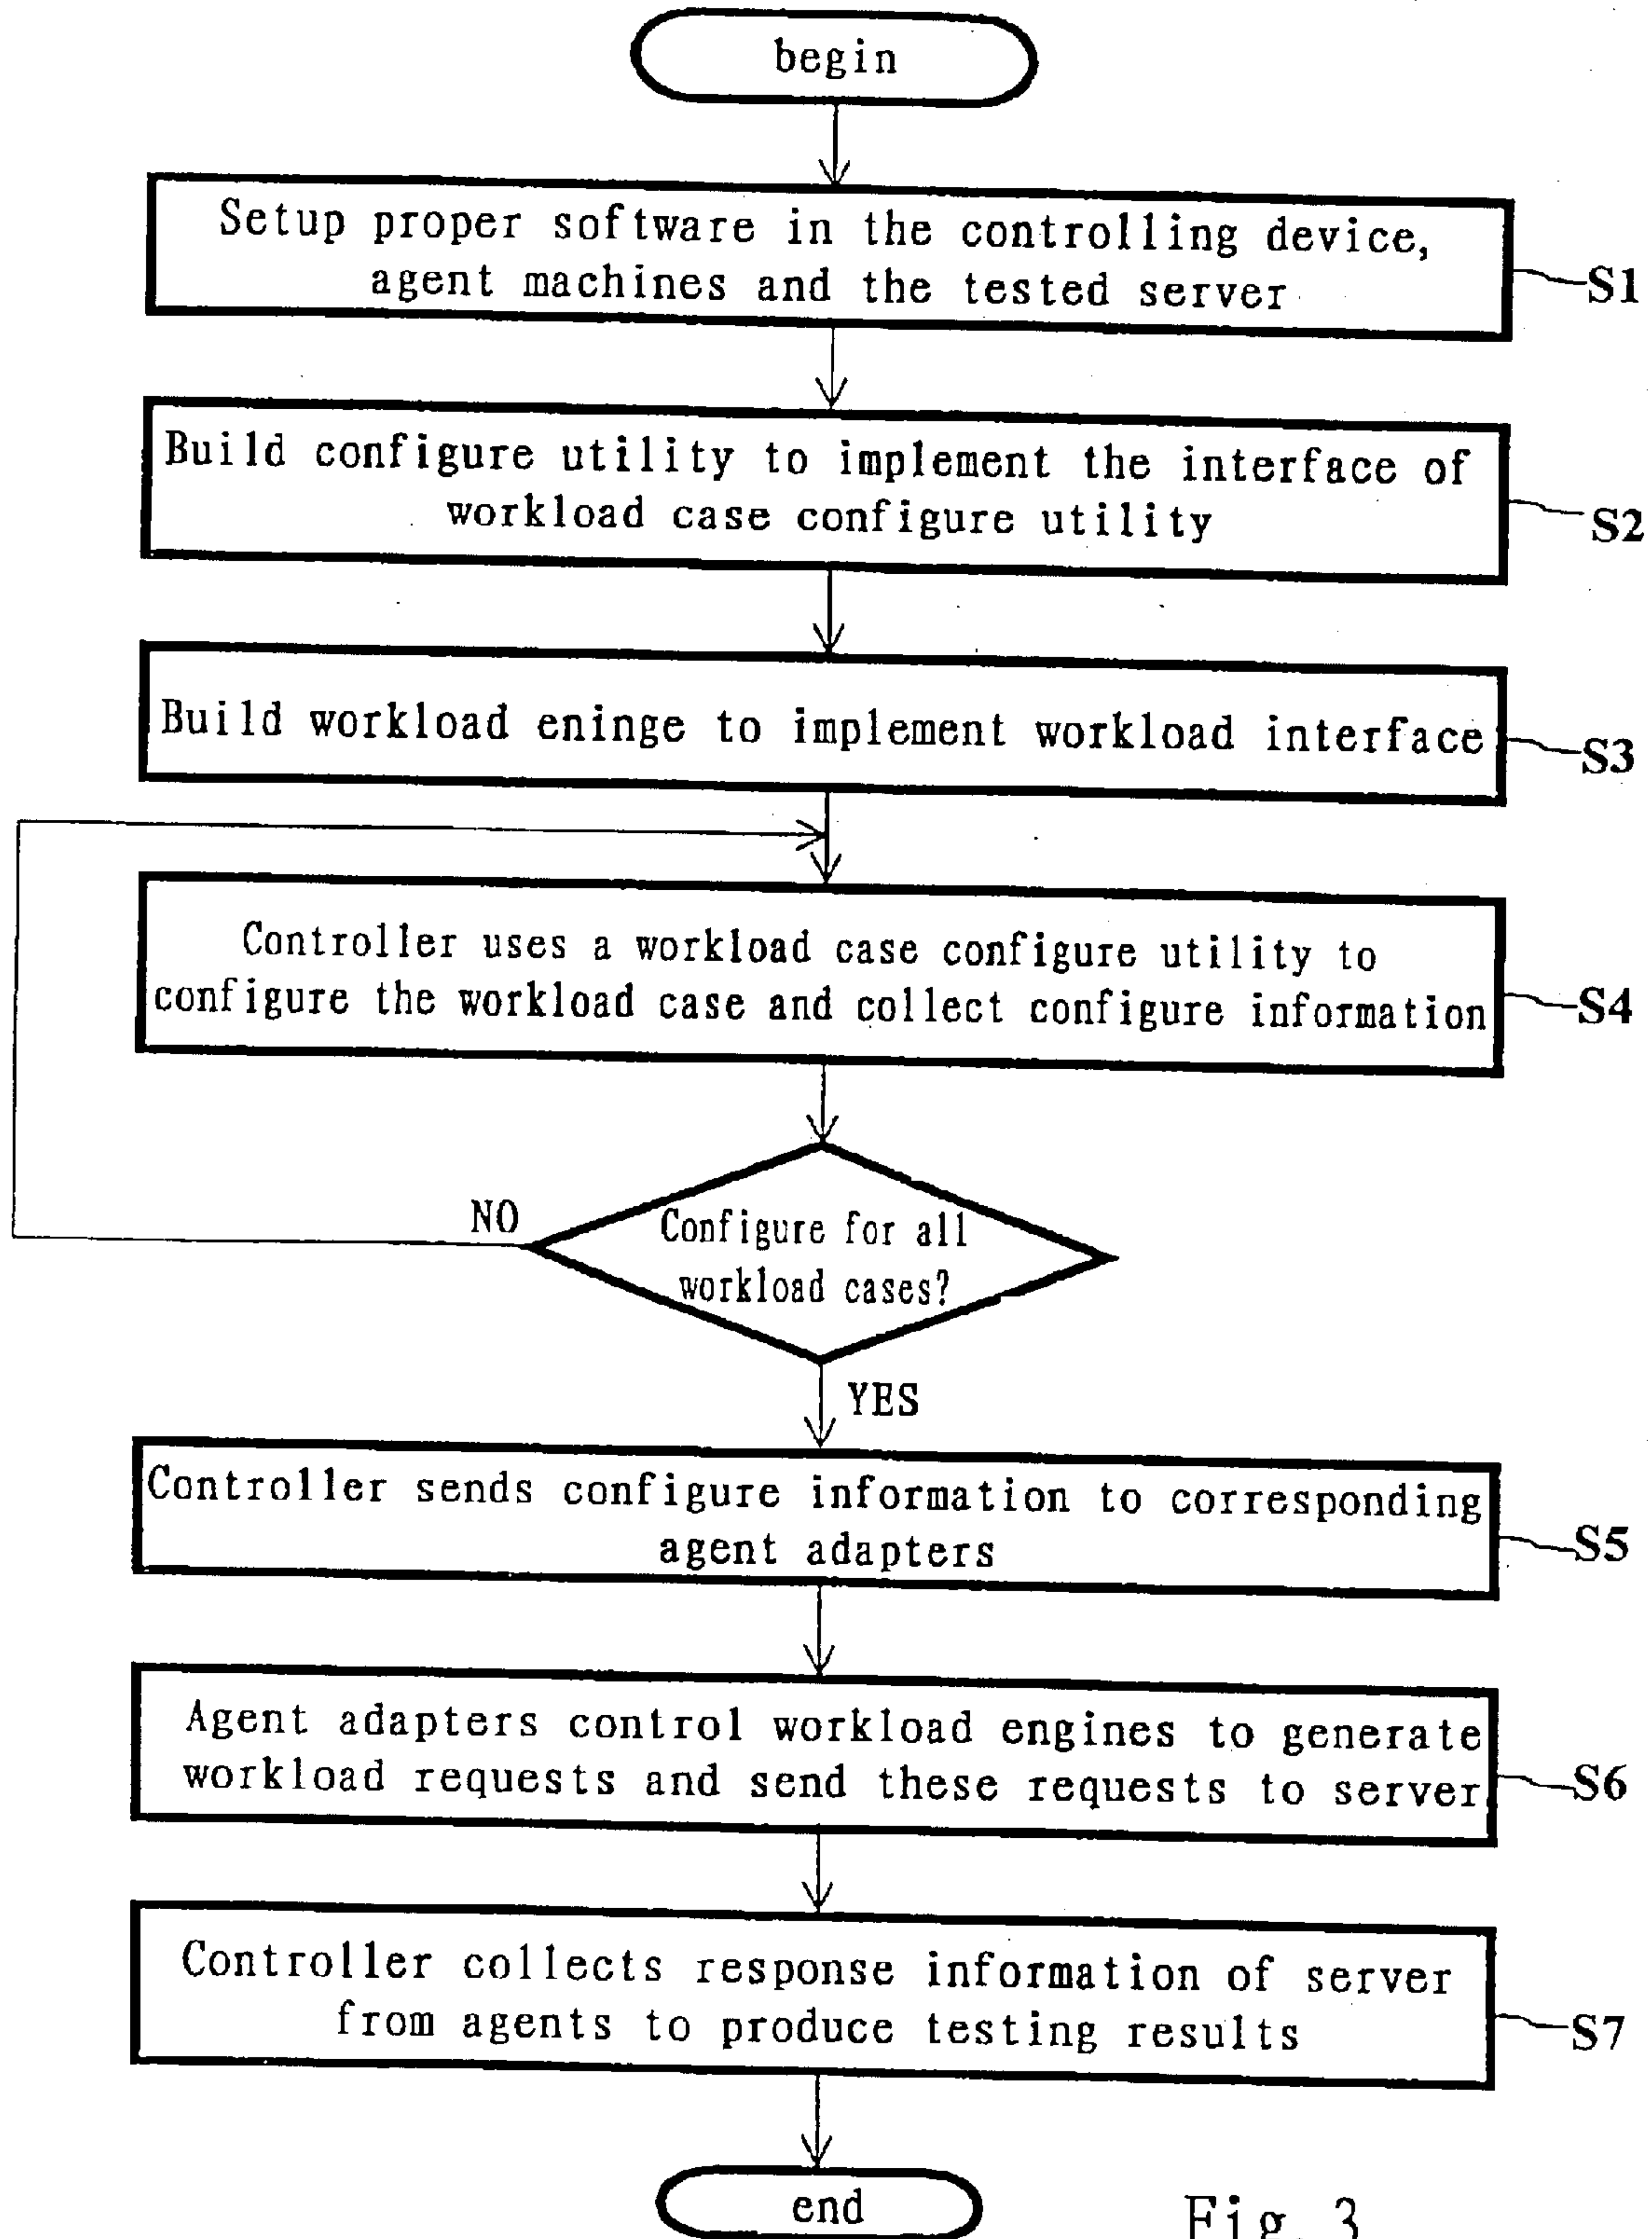 begin
Setup proper software in the controlling device,
agent machines and the tested server
S1
Build configure utility to implement the interface of
workload case configure utility
S2
Build workload eninge to implement workload interface
S3
Controller uses a workload case configure utility to
configure the workload case and collect configure information
S4
NO
Configure for all
workload cases?
YES
Controller sends configure information to corresponding
agent adapters
S5
Agent adapters control workload engines to generate
workload requests and send these requests to server
S6
Controller collects response information of server
from agents to produce testing results
S7
end
Fig. 3